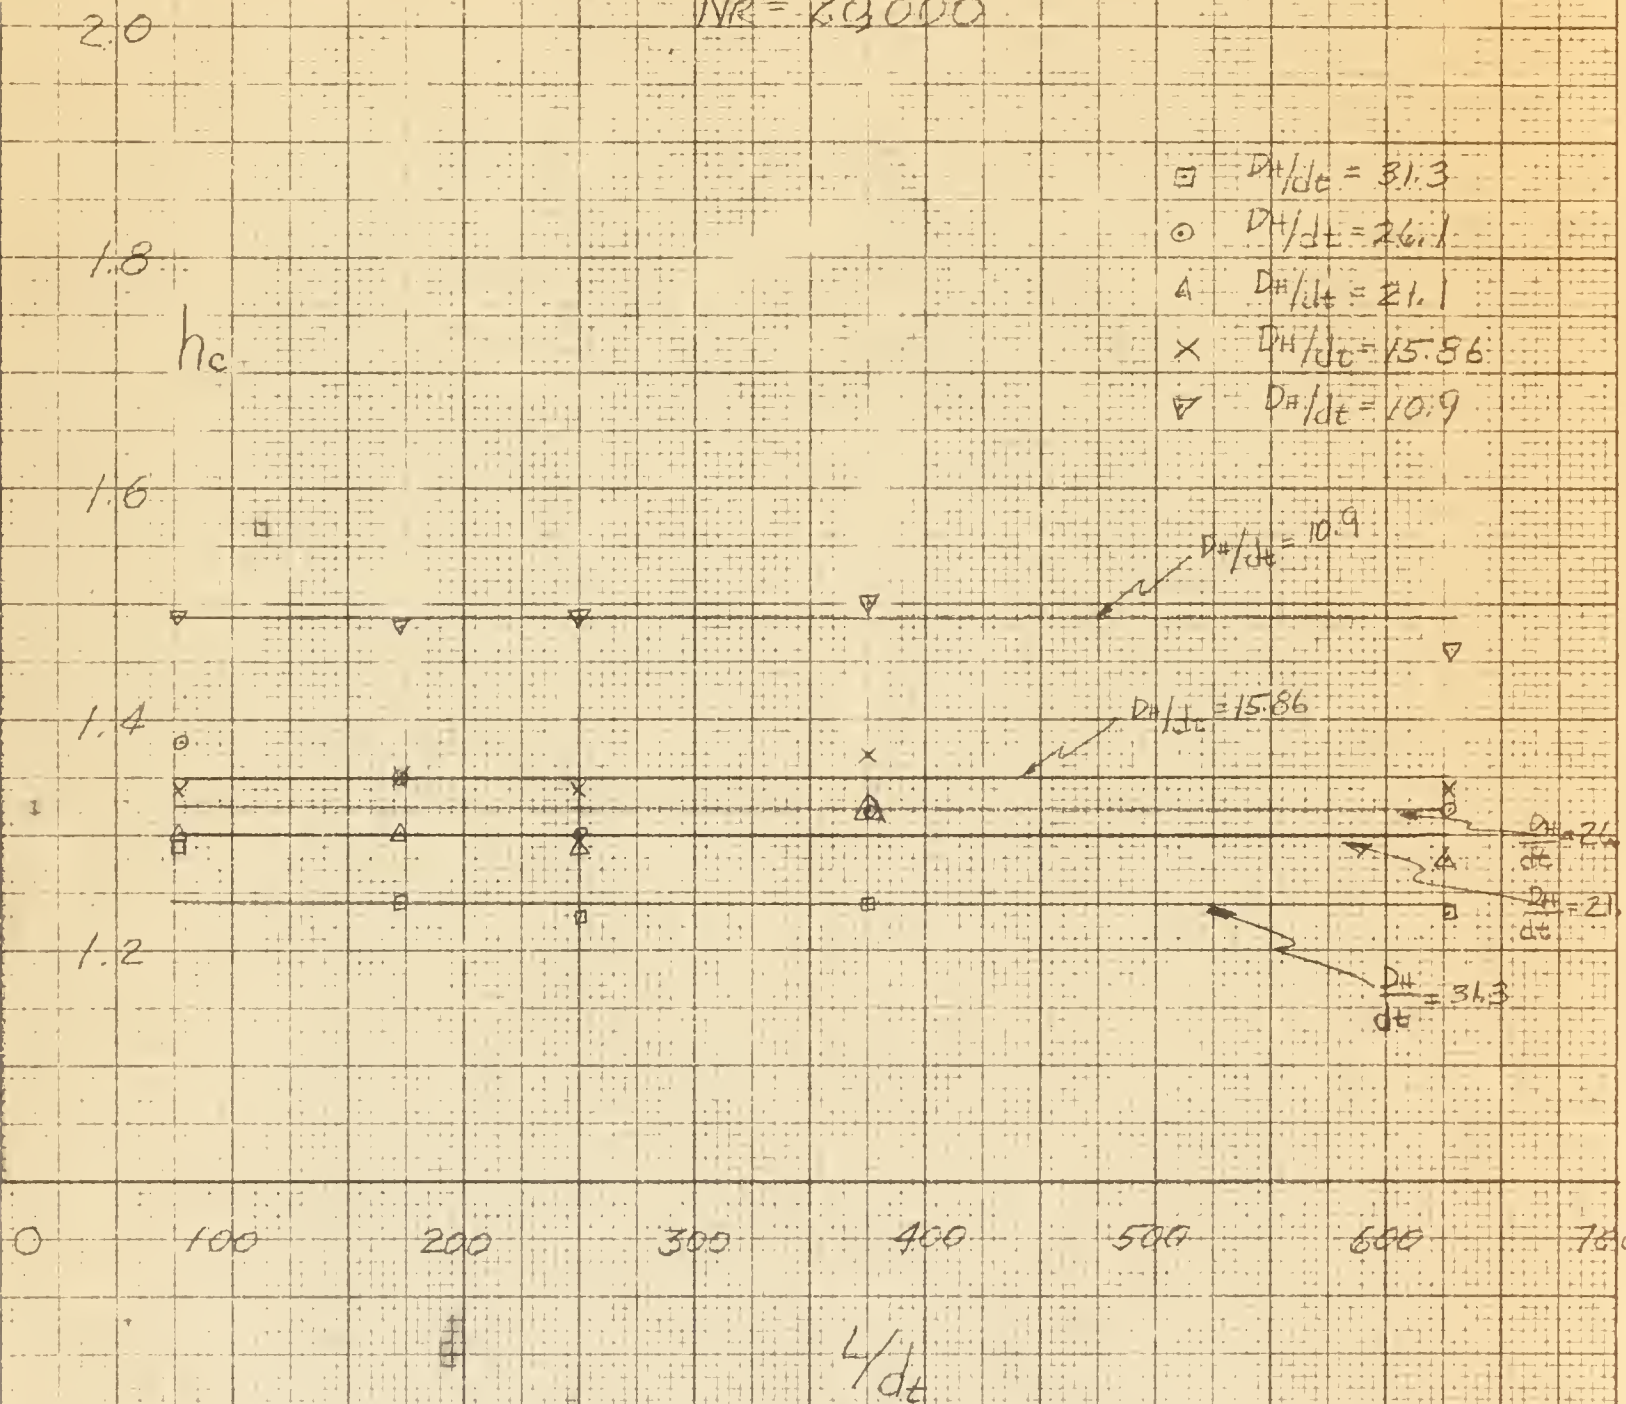 NR = 20,000
2.0
DH/dt = 31.3
DH/dt = 26.1
1.8
DH/dt = 21.1
hc
DH/dt = 15.86
DH/dt = 10.9
1.6
DH/dt = 10.9
DH/dt = 15.86
1.4
DH/dt = 26
DH/dt = 21.
1.2
DH/dt = 31.3
0 100 200 300 400 500 600 700
L/dt